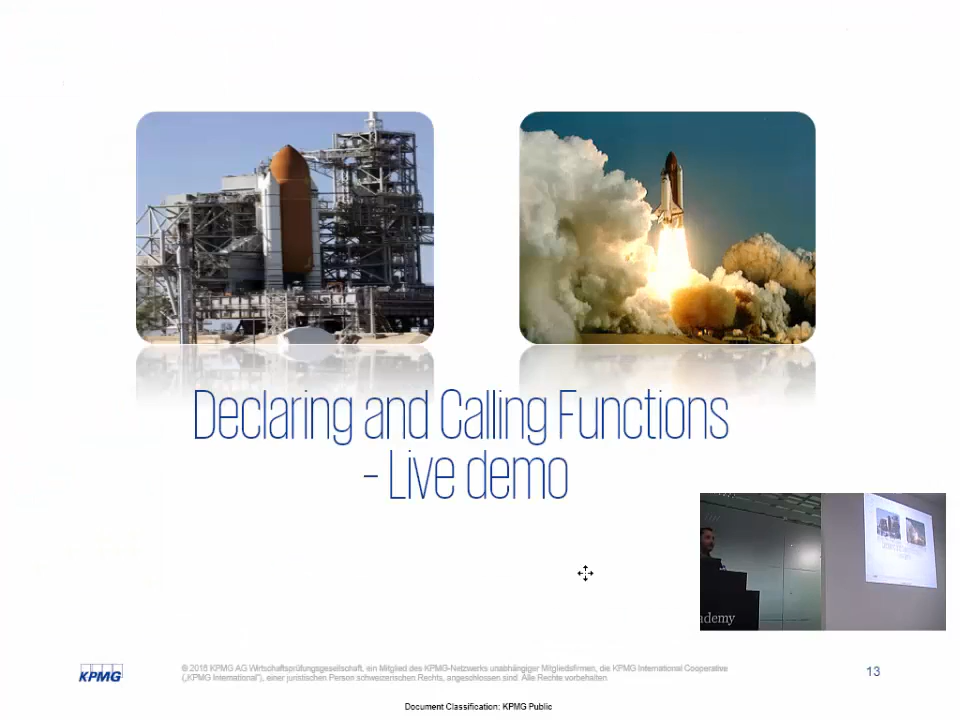 Declaring and Calling Functions
- Live demo
ademy
KPMG
© 2016 KPMG AG Wirtschaftsprüfungsgesellschaft, ein Mitglied des KPMG-Netzwerks unabhängiger Mitgliedsfirmen, die KPMG International Cooperative
(„KPMG International"), einer juristischen Person schweizerischen Rechts, angeschlossen sind. Alle Rechte vorbehalten.
13
Document Classification: KPMG Public